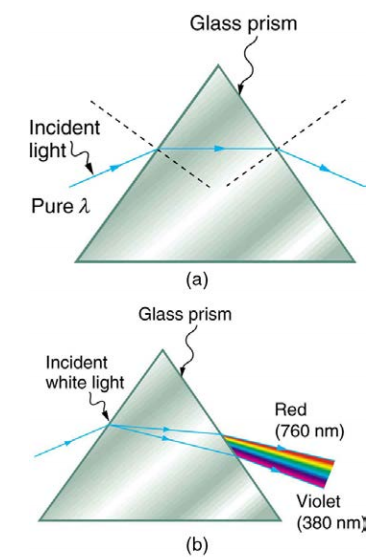 Glass prism
Incident
light
Pure λ
(a)
Glass prism
Incident
white light
Red
(760 nm)
Violet
(380 nm)
(b)